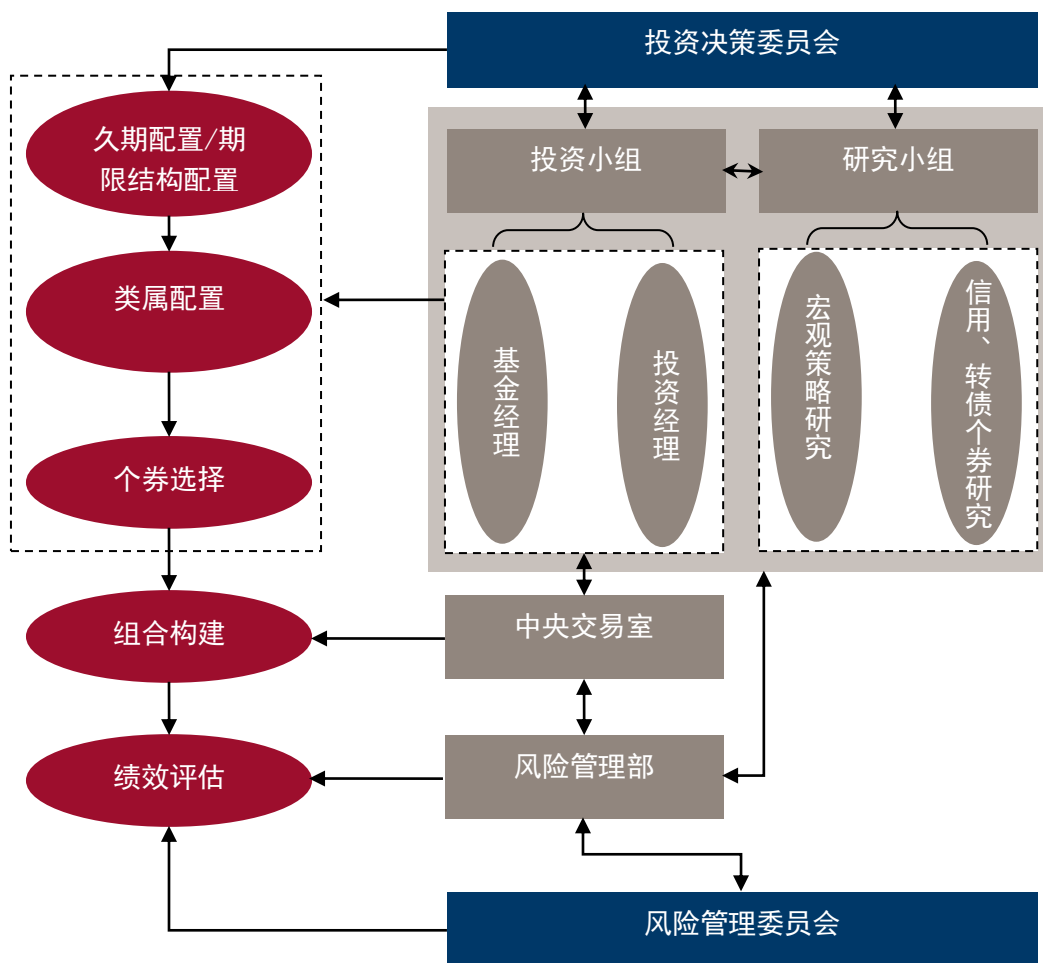 投资决策委员会
久期配置/期
限结构配置
投资小组
研究小组
类属配置
基金经理
投资经理
宏观策略研究
信用、转债个券研究
个券选择
组合构建
中央交易室
绩效评估
风险管理部
风险管理委员会